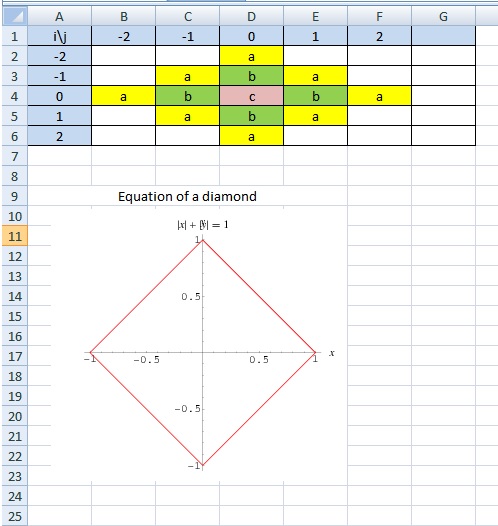 A B C D E F G
1 i\j -2 -1 0 1 2
2 -2 a
3 -1 a b a
4 0 a b c b a
5 1 a b a
6 2 a
7
8
9 Equation of a diamond
10
|x| + |y| = 1
11 1
12
13
14 0.5
15
16
17 -1 -0.5 0.5 1 x
18
19
20 -0.5
21
22
23 -1
24
25